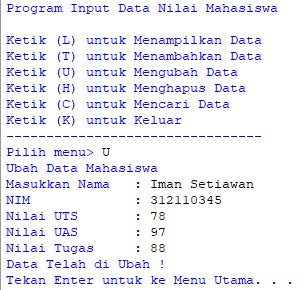 Program Input Data Nilai Mahasiswa
Ketik (L) untuk Menampilkan Data
Ketik (T) untuk Menambahkan Data
Ketik (U) untuk Mengubah Data
Ketik (H) untuk Menghapus Data
Ketik (C) untuk Mencari Data
Ketik (K) untuk Keluar
--------------------------------
Pilih menu> U
Ubah Data Mahasiswa
Masukkan Nama   : Iman Setiawan
NIM             : 312110345
Nilai UTS       : 78
Nilai UAS       : 97
Nilai Tugas     : 88
Data Telah di Ubah !
Tekan Enter untuk ke Menu Utama. . .